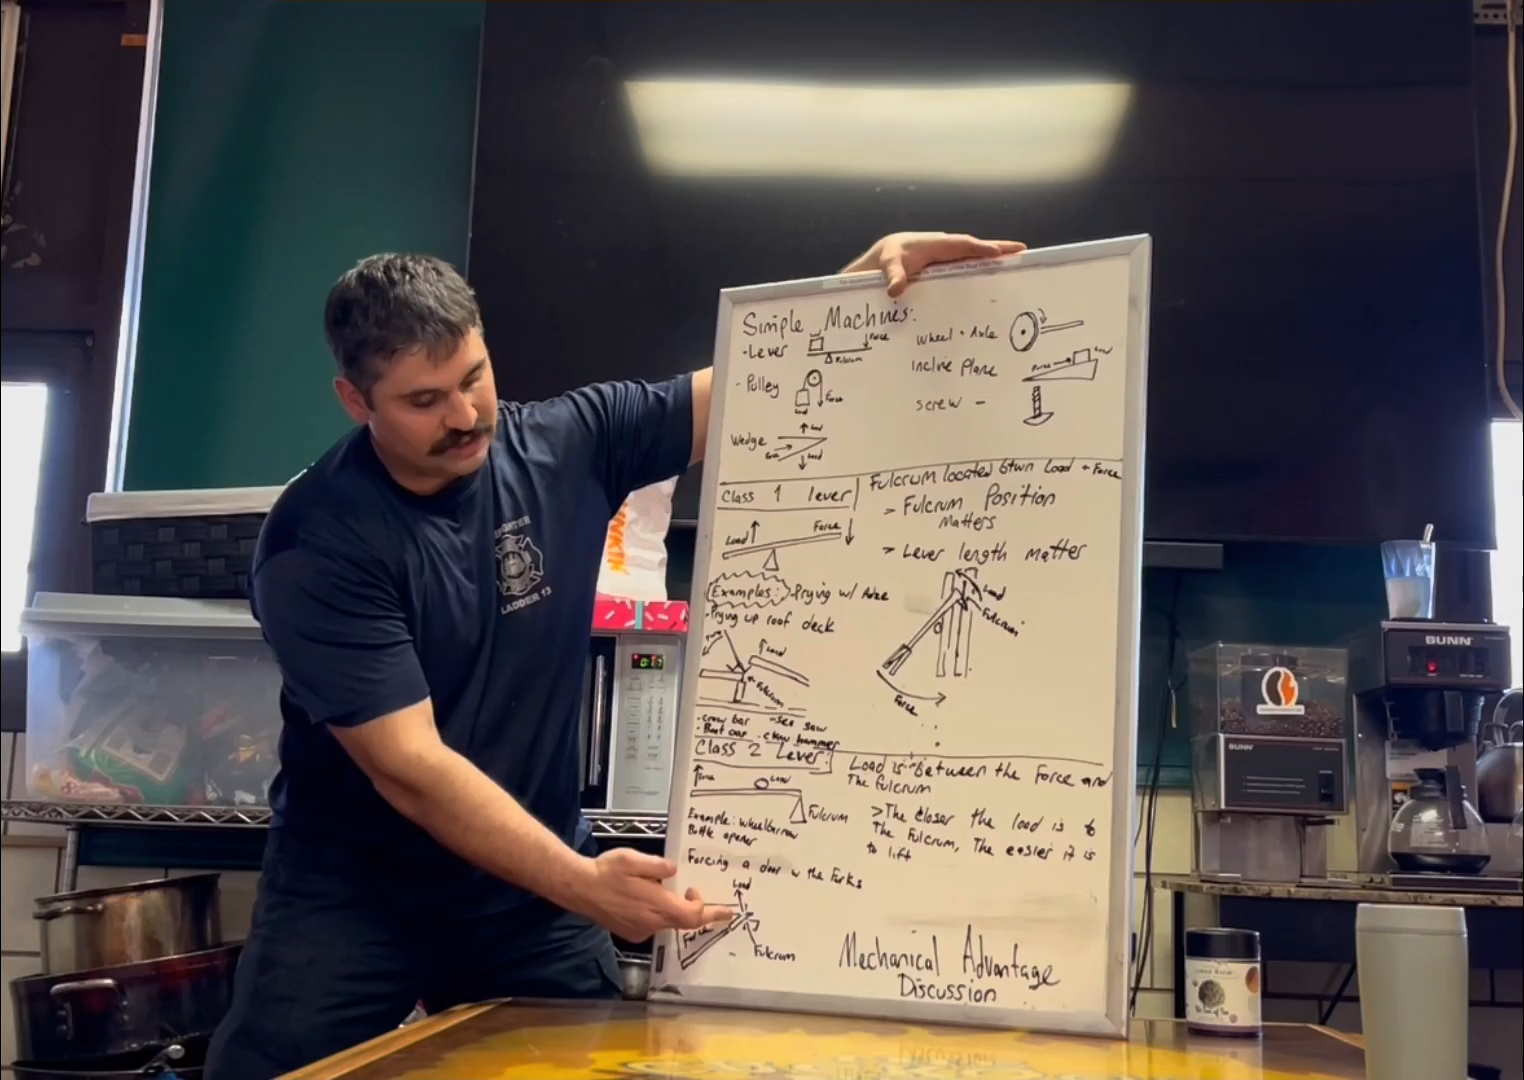 Simple Machines:
- Lever
Force
Fulcrum
- Pulley
Load
Force
Wedge
Load
Load
wheel + Axle
incline Plane
Force
Load
screw -
Class 1 lever
Fulcrum located btwn Load + Force
> Fulcrum Position
Matters
> Lever length matter
Load
Force
Examples: - Prying w/ Adze
- Prying up roof deck
Load
Fulcrum
Load
Fulcrum
Force
- crow bar - see saw
- Boat oar - claw hammer
Class 2 Lever:
Load is between the Force and
The Fulcrum
Force
Load
Fulcrum
> The closer the load is to
The Fulcrum, The easier it is
to lift
Example: wheelbarrow
Bottle opener
Forcing a door w the Forks
Load
Force
Fulcrum
Mechanical Advantage
Discussion
LADDER 13
0:17
BUNN
BUNN